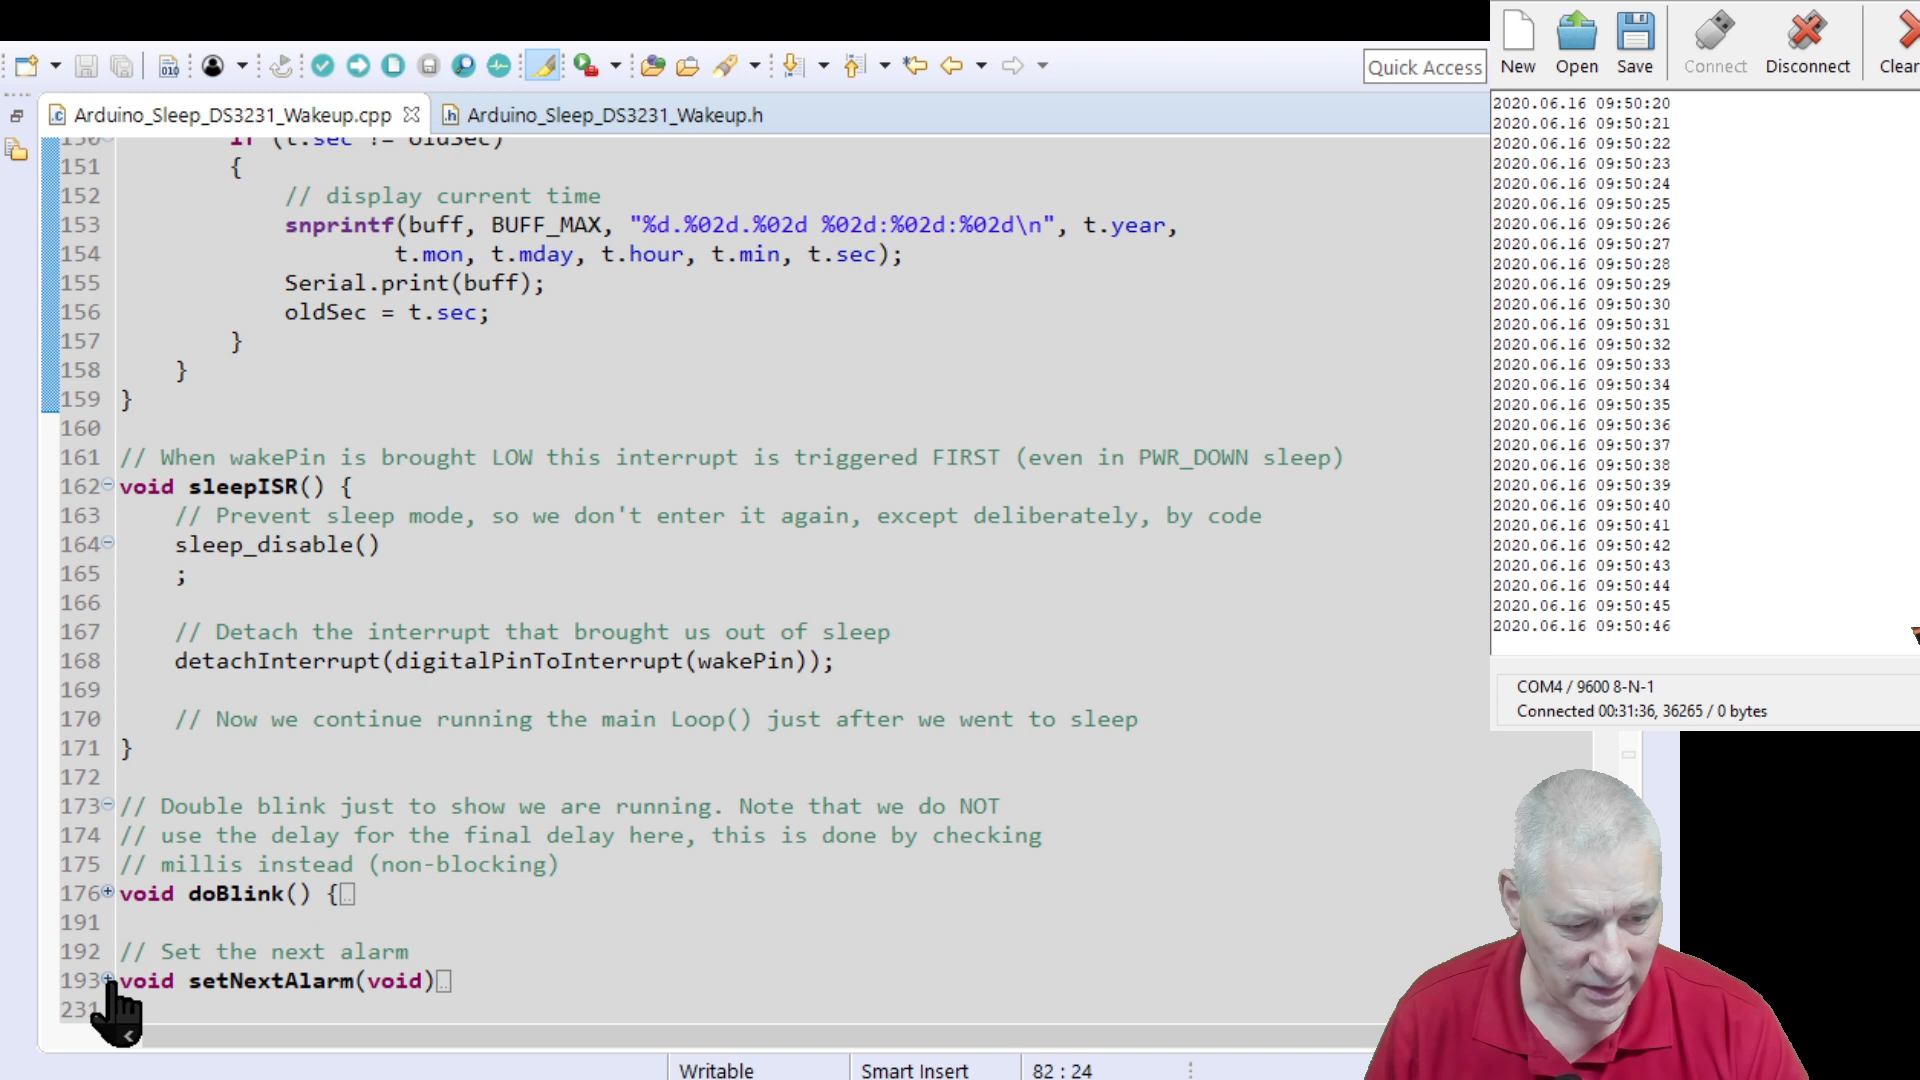 Quick Access
New Open Save Connect Disconnect Clear
Arduino_Sleep_DS3231_Wakeup.cpp
Arduino_Sleep_DS3231_Wakeup.h
150 if (t.sec != oldSec)
151 {
152 // display current time
153 snprintf(buff, BUFF_MAX, "%d.%02d.%02d %02d:%02d:%02d\n", t.year,
154 t.mon, t.mday, t.hour, t.min, t.sec);
155 Serial.print(buff);
156 oldSec = t.sec;
157 }
158 }
159 }
160
161 // When wakePin is brought LOW this interrupt is triggered FIRST (even in PWR_DOWN sleep)
162 void sleepISR() {
163 // Prevent sleep mode, so we don't enter it again, except deliberately, by code
164 sleep_disable()
165 ;
166
167 // Detach the interrupt that brought us out of sleep
168 detachInterrupt(digitalPinToInterrupt(wakePin));
169
170 // Now we continue running the main Loop() just after we went to sleep
171 }
172
173 // Double blink just to show we are running. Note that we do NOT
174 // use the delay for the final delay here, this is done by checking
175 // millis instead (non-blocking)
176 void doBlink() {
191
192 // Set the next alarm
193 void setNextAlarm(void)
231
Writable
Smart Insert
82 : 24
2020.06.16 09:50:20
2020.06.16 09:50:21
2020.06.16 09:50:22
2020.06.16 09:50:23
2020.06.16 09:50:24
2020.06.16 09:50:25
2020.06.16 09:50:26
2020.06.16 09:50:27
2020.06.16 09:50:28
2020.06.16 09:50:29
2020.06.16 09:50:30
2020.06.16 09:50:31
2020.06.16 09:50:32
2020.06.16 09:50:33
2020.06.16 09:50:34
2020.06.16 09:50:35
2020.06.16 09:50:36
2020.06.16 09:50:37
2020.06.16 09:50:38
2020.06.16 09:50:39
2020.06.16 09:50:40
2020.06.16 09:50:41
2020.06.16 09:50:42
2020.06.16 09:50:43
2020.06.16 09:50:44
2020.06.16 09:50:45
2020.06.16 09:50:46
COM4 / 9600 8-N-1
Connected 00:31:36, 36265 / 0 bytes